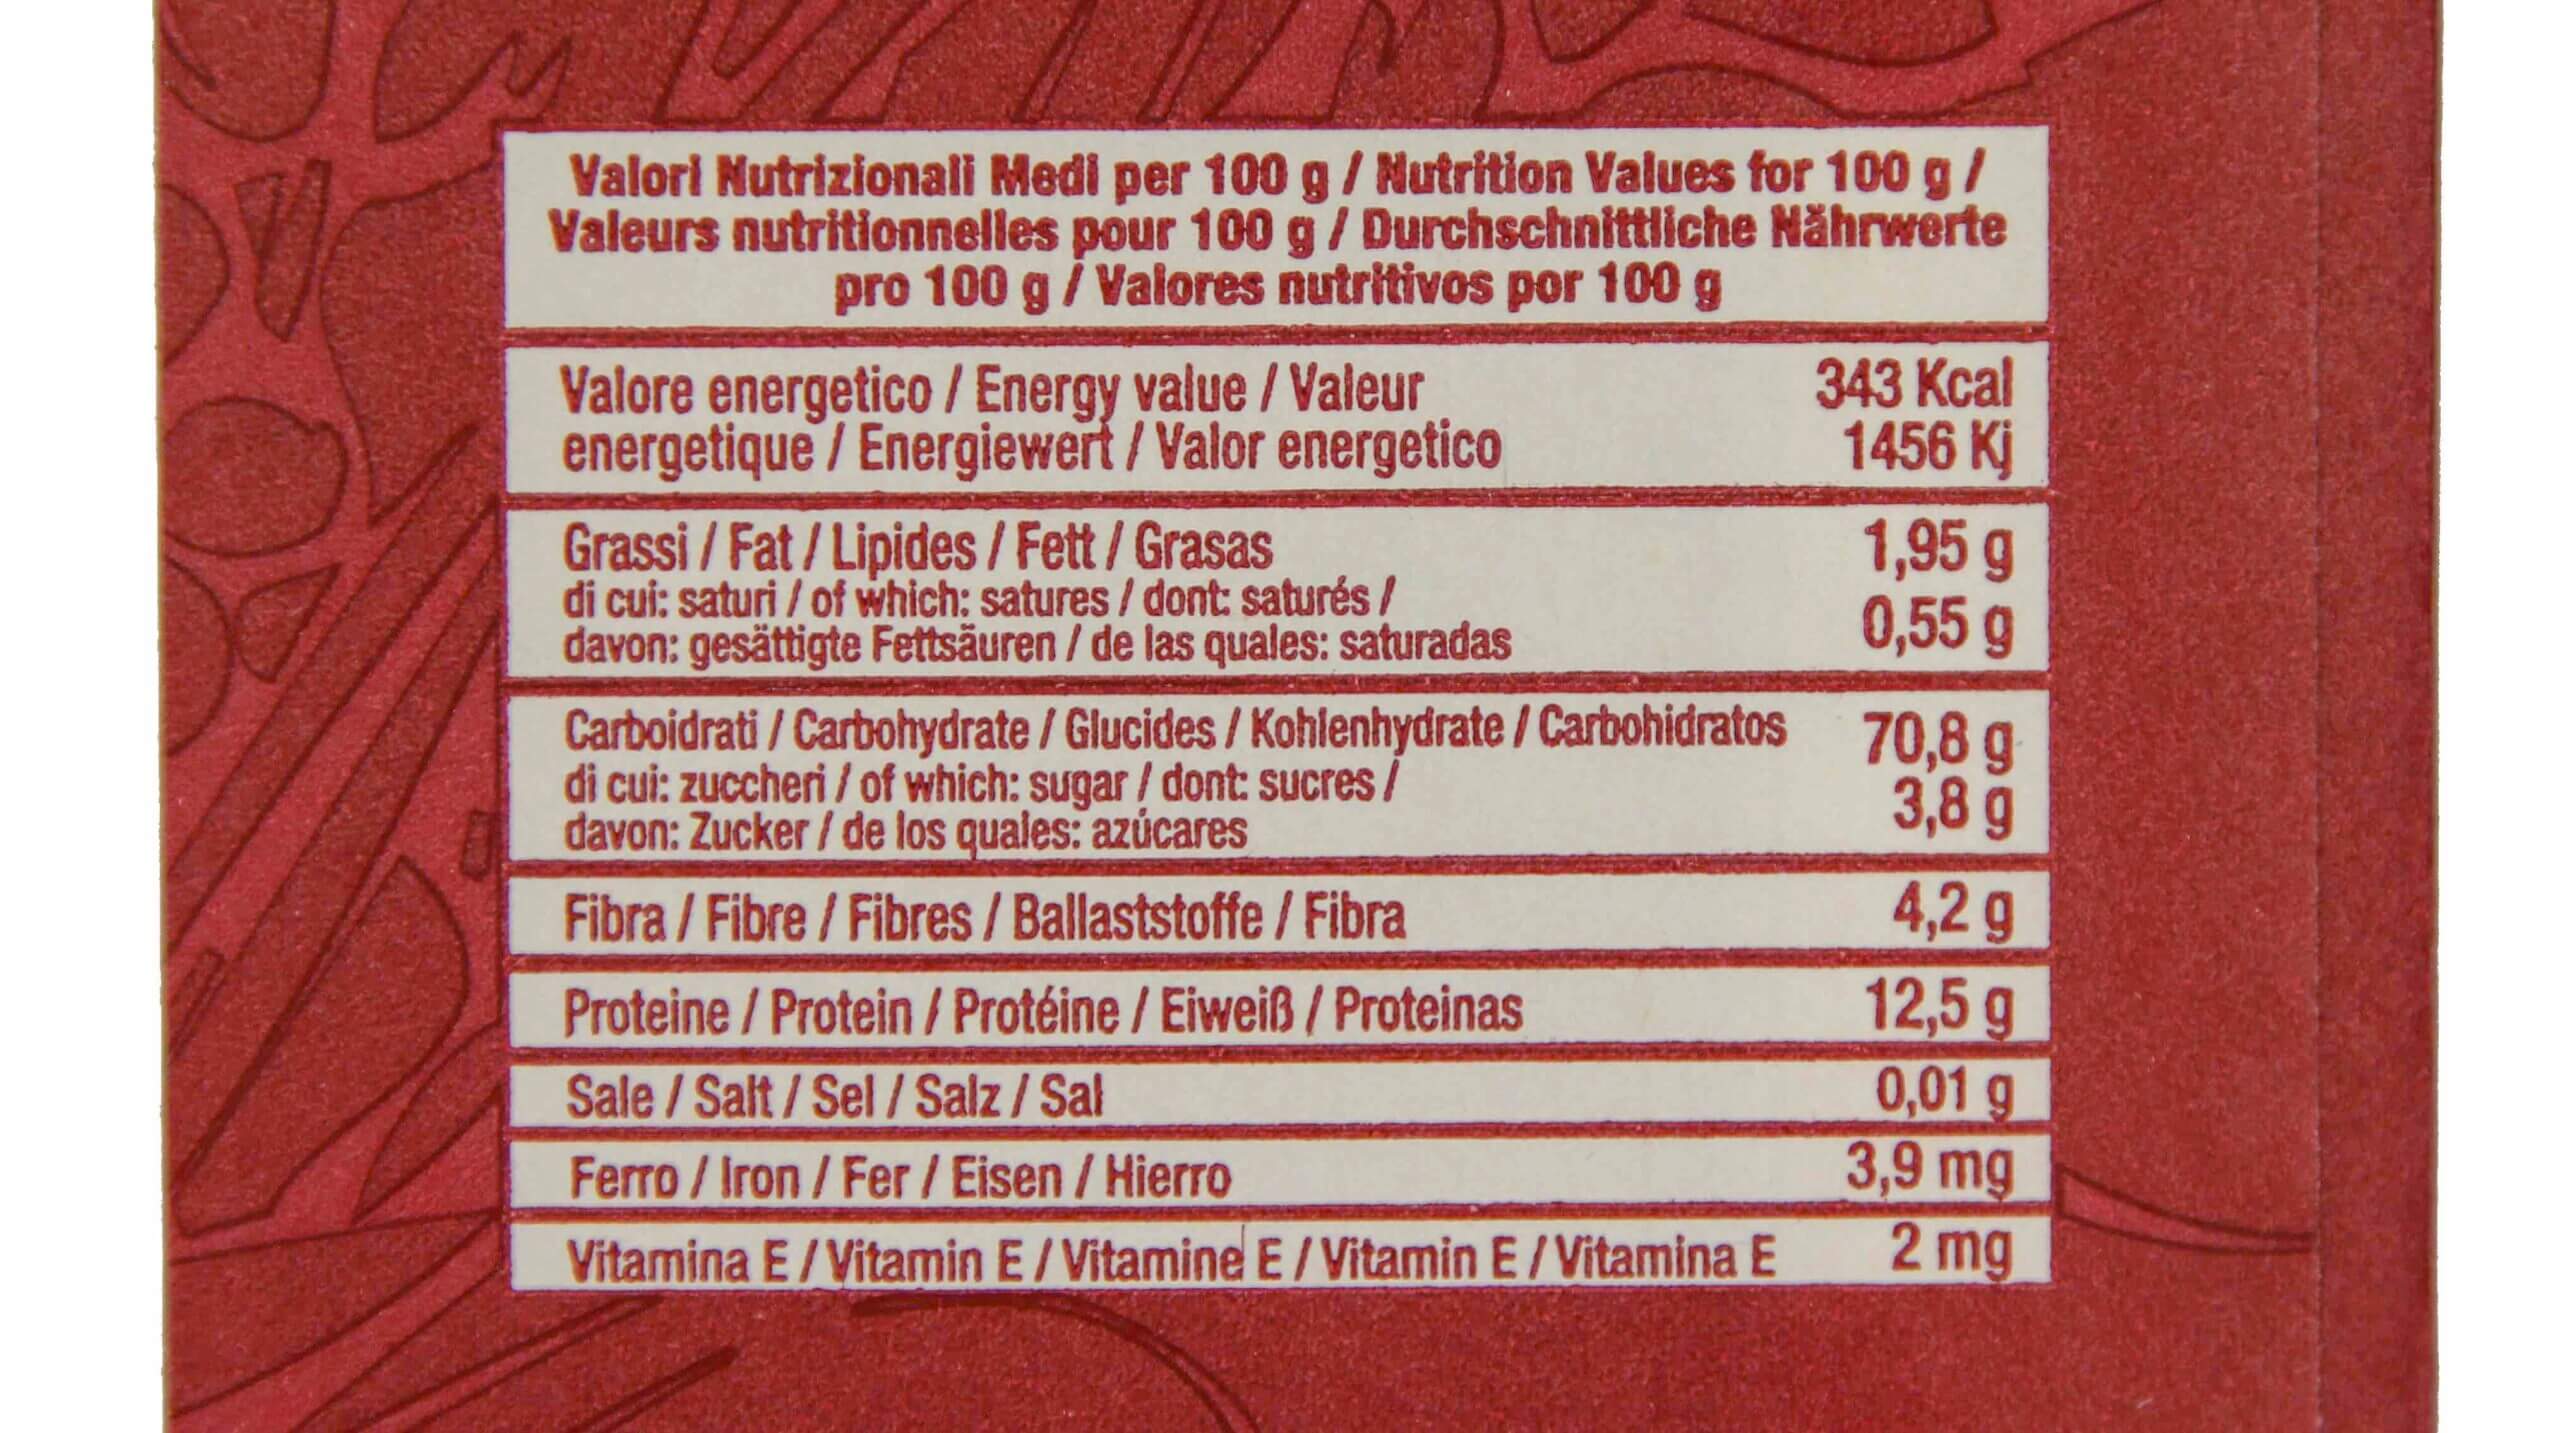 Valori Nutrizionali Medi per 100 g / Nutrition Values for 100 g /
Valeurs nutritionnelles pour 100 g / Durchschnittliche Nährwerte
pro 100 g / Valores nutritivos por 100 g
Valore energetico / Energy value / Valeur 343 Kcal
energetique / Energiewert / Valor energetico 1456 Kj
Grassi / Fat / Lipides / Fett / Grasas 1,95 g
di cui: saturi / of which: satures / dont: saturés /
davon: gesättigte Fettsäuren / de las quales: saturadas 0,55 g
Carboidrati / Carbohydrate / Glucides / Kohlenhydrate / Carbohidratos 70,8 g
di cui: zuccheri / of which: sugar / dont: sucres / 3,8 g
davon: Zucker / de los quales: azúcares
Fibra / Fibre / Fibres / Ballaststoffe / Fibra 4,2 g
Proteine / Protein / Protéine / Eiweiß / Proteinas 12,5 g
Sale / Salt / Sel / Salz / Sal 0,01 g
Ferro / Iron / Fer / Eisen / Hierro 3,9 mg
Vitamina E / Vitamin E / Vitamine E / Vitamin E / Vitamina E 2 mg